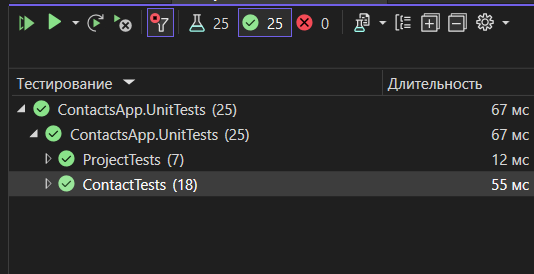 25 25 0
Тестирование Длительность
ContactsApp.UnitTests (25) 67 мс
ContactsApp.UnitTests (25) 67 мс
ProjectTests (7) 12 мс
ContactTests (18) 55 мс